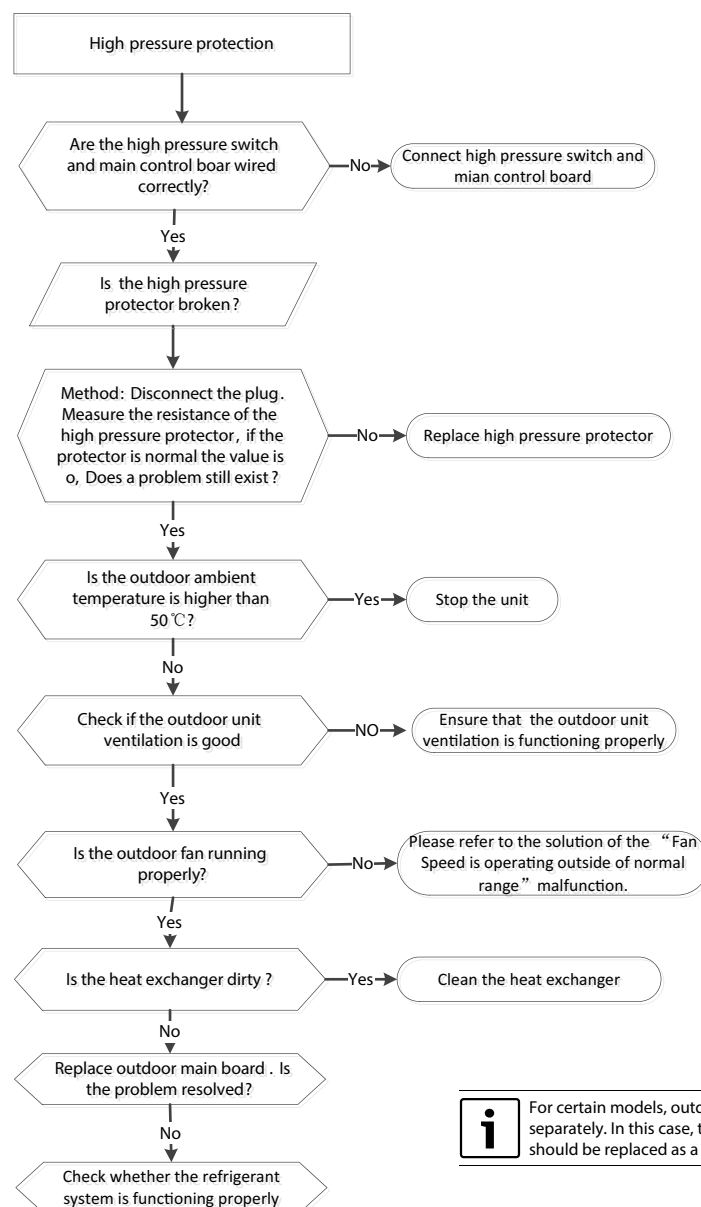 High pressure protection
Are the high pressure switch
and main control boar wired
correctly?
No
Connect high pressure switch and
mian control board
Yes
Is the high pressure
protector broken?
Method: Disconnect the plug.
Measure the resistance of the
high pressure protector, if the
protector is normal the value is
o, Does a problem still exist?
No
Replace high pressure protector
Yes
Is the outdoor ambient
temperature is higher than
50℃?
Yes
Stop the unit
No
Check if the outdoor unit
ventilation is good
NO
Ensure that the outdoor unit
ventilation is functioning properly
Yes
Is the outdoor fan running
properly?
No
Please refer to the solution of the “Fan
Speed is operating outside of normal
range” malfunction.
Yes
Is the heat exchanger dirty?
Yes
Clean the heat exchanger
No
Replace outdoor main board. Is
the problem resolved?
No
Check whether the refrigerant
system is functioning properly
i
For certain models,
separately. In this case,
should be replaced as a